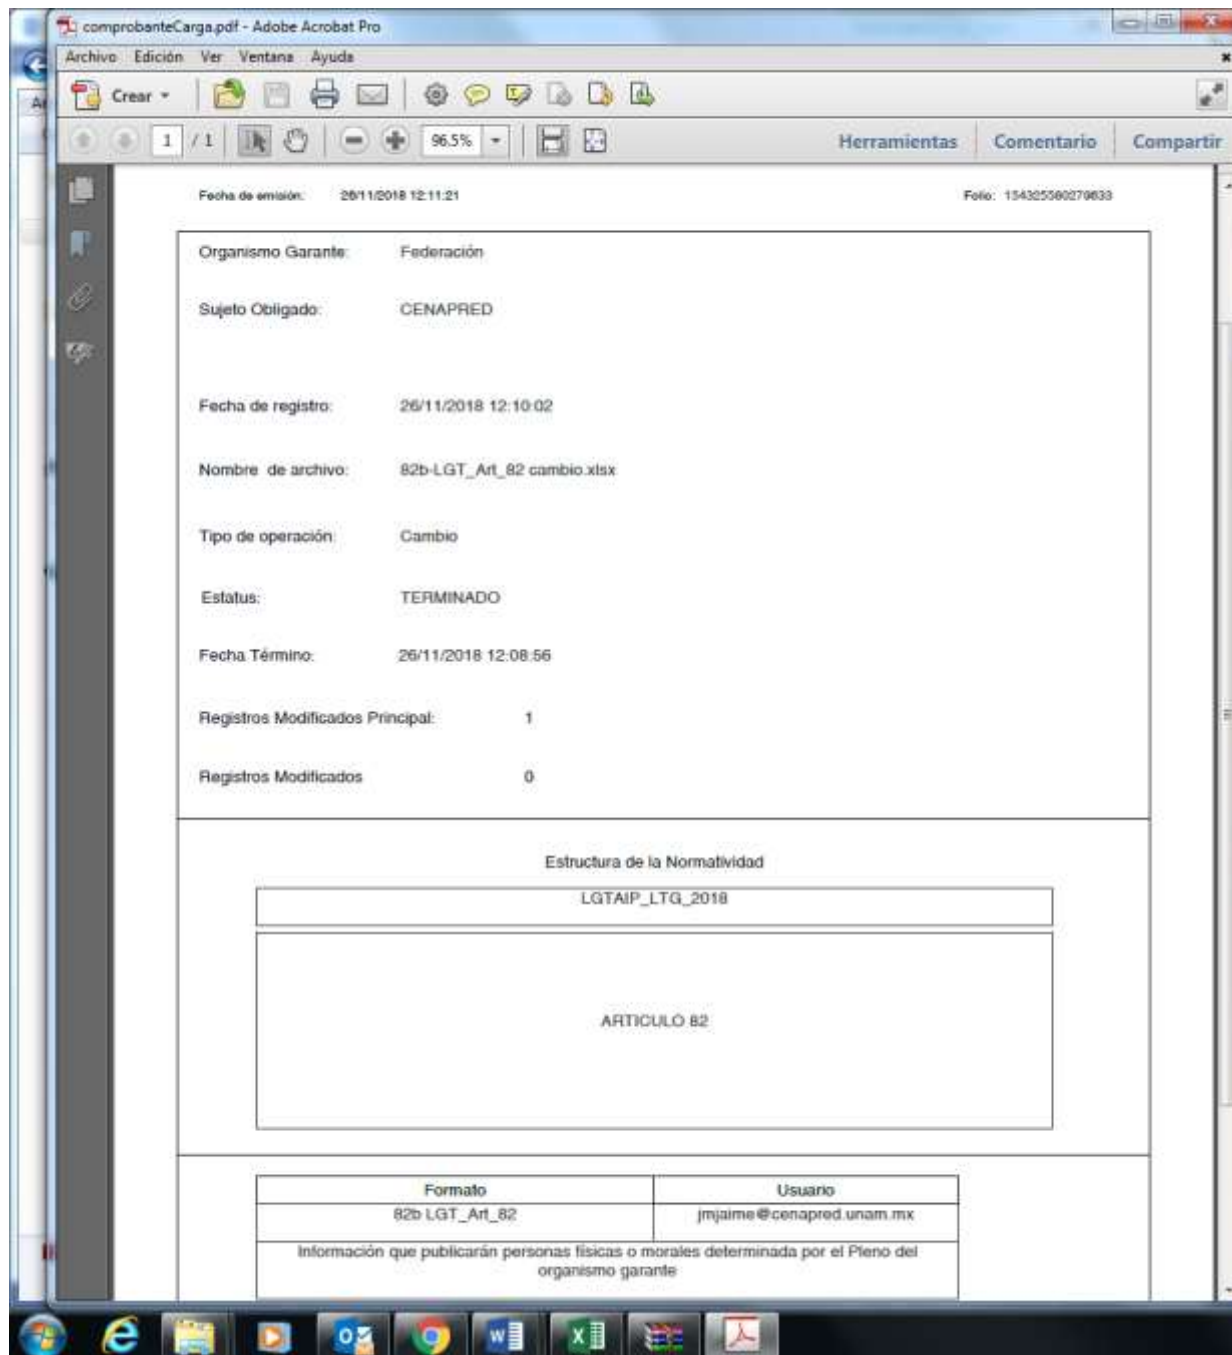 comprobanteCarga.pdf - Adobe Acrobat Pro
Archivo Edición Ver Ventana Ayuda
Crear
1 / 1 96.5% Herramientas Comentario Compartir
Fecha de emisión: 26/11/2018 12:11:21 Folio: 154325580279833
Organismo Garante: Federación
Sujeto Obligado: CENAPRED
Fecha de registro: 26/11/2018 12:10:02
Nombre de archivo: 82b-LGT_Art_82 cambio.xlsx
Tipo de operación: Cambio
Estatus: TERMINADO
Fecha Término: 26/11/2018 12:08:56
Registros Modificados Principal: 1
Registros Modificados 0
Estructura de la Normatividad
LGTAIP_LTG_2018
ARTICULO 82
Formato Usuario
82b LGT_Art_82 jmjaime@cenapred.unam.mx
Información que publicarán personas físicas o morales determinada por el Pleno del
organismo garante